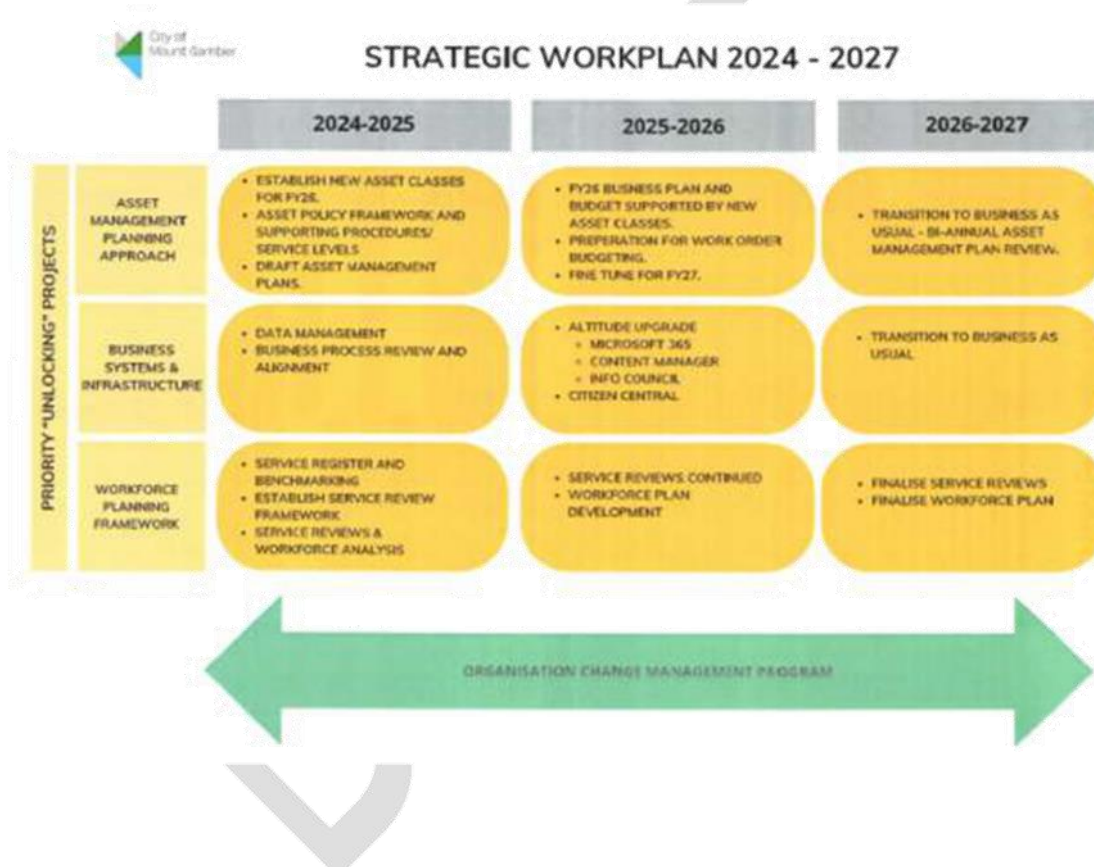 City of
Mount Gambier
STRATEGIC WORKPLAN 2024 - 2027
2024-2025
2025-2026
2026-2027
PRIORITY "UNLOCKING" PROJECTS
ASSET
MANAGEMENT
PLANNING
APPROACH
• ESTABLISH NEW ASSET CLASSES
FOR FY26.
• ASSET POLICY FRAMEWORK AND
SUPPORTING PROCEDURES/
SERVICE LEVELS
• DRAFT ASSET MANAGEMENT
PLANS.
• FY26 BUSINESS PLAN AND
BUDGET SUPPORTED BY NEW
ASSET CLASSES.
• PREPARATION FOR WORK ORDER
BUDGETING.
• FINE TUNE FOR FY27.
• TRANSITION TO BUSINESS AS
USUAL - BI-ANNUAL ASSET
MANAGEMENT PLAN REVIEW.
BUSINESS
SYSTEMS &
INFRASTRUCTURE
• DATA MANAGEMENT
• BUSINESS PROCESS REVIEW AND
ALIGNMENT
• ALTITUDE UPGRADE
◦ MICROSOFT 365
◦ CONTENT MANAGER
◦ INFO COUNCIL
• CITIZEN CENTRAL
• TRANSITION TO BUSINESS AS
USUAL
WORKFORCE
PLANNING
FRAMEWORK
• SERVICE REGISTER AND
BENCHMARKING
• ESTABLISH SERVICE REVIEW
FRAMEWORK
• SERVICE REVIEWS &
WORKFORCE ANALYSIS
• SERVICE REVIEWS CONTINUED
• WORKFORCE PLAN
DEVELOPMENT
• FINALISE SERVICE REVIEWS
• FINALISE WORKFORCE PLAN
ORGANISATION CHANGE MANAGEMENT PROGRAM